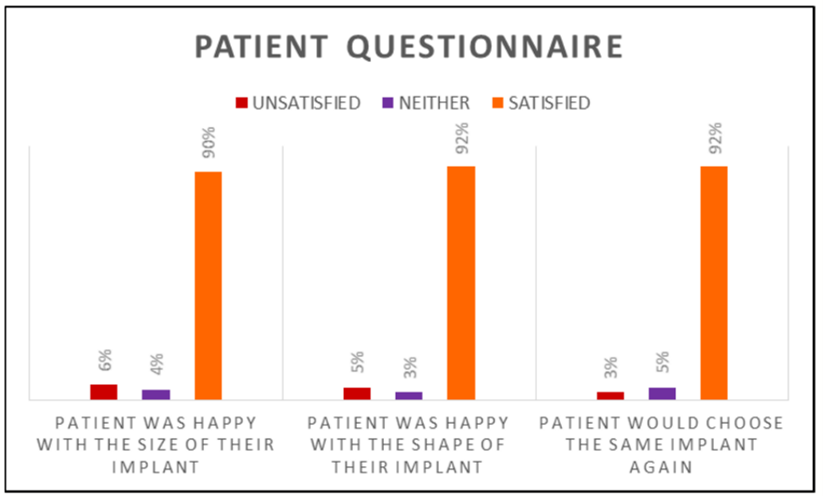 PATIENT QUESTIONNAIRE
UNSATISFIED NEITHER SATISFIED
6% 4% 90%
5% 3% 92%
3% 5% 92%
PATIENT WAS HAPPY
WITH THE SIZE OF THEIR
IMPLANT
PATIENT WAS HAPPY
WITH THE SHAPE OF
THEIR IMPLANT
PATIENT WOULD CHOOSE
THE SAME IMPLANT
AGAIN